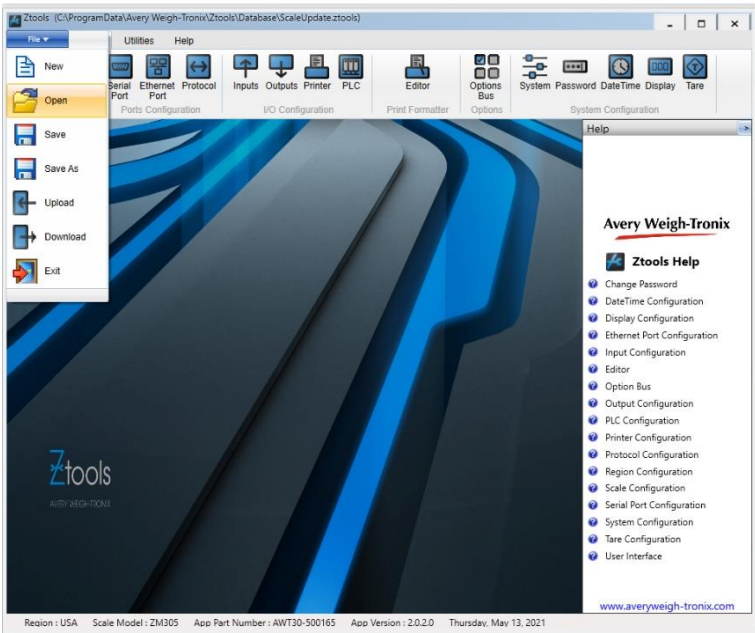 Ztools (C:\ProgramData\Avery Weigh-Tronix\Ztools\Database\ScaleUpdate.ztools)
File Utilities Help
New
Open
Save
Save As
Upload
Download
Exit
Serial Port Ethernet Port Protocol
Ports Configuration
Inputs Outputs Printer PLC
I/O Configuration
Editor
Print Formatter
Options Bus
Options
System Password DateTime Display Tare
System Configuration
Help
Avery Weigh-Tronix
Ztools Help
Change Password
DateTime Configuration
Display Configuration
Ethernet Port Configuration
Input Configuration
Editor
Option Bus
Output Configuration
PLC Configuration
Printer Configuration
Protocol Configuration
Region Configuration
Scale Configuration
Serial Port Configuration
System Configuration
Tare Configuration
User Interface
www.averyweigh-tronix.com
Ztools
AVERY WEIGH-TRONIX
Region : USA Scale Model : ZM305 App Part Number : AWT30-500165 App Version : 2.0.2.0 Thursday, May 13, 2021